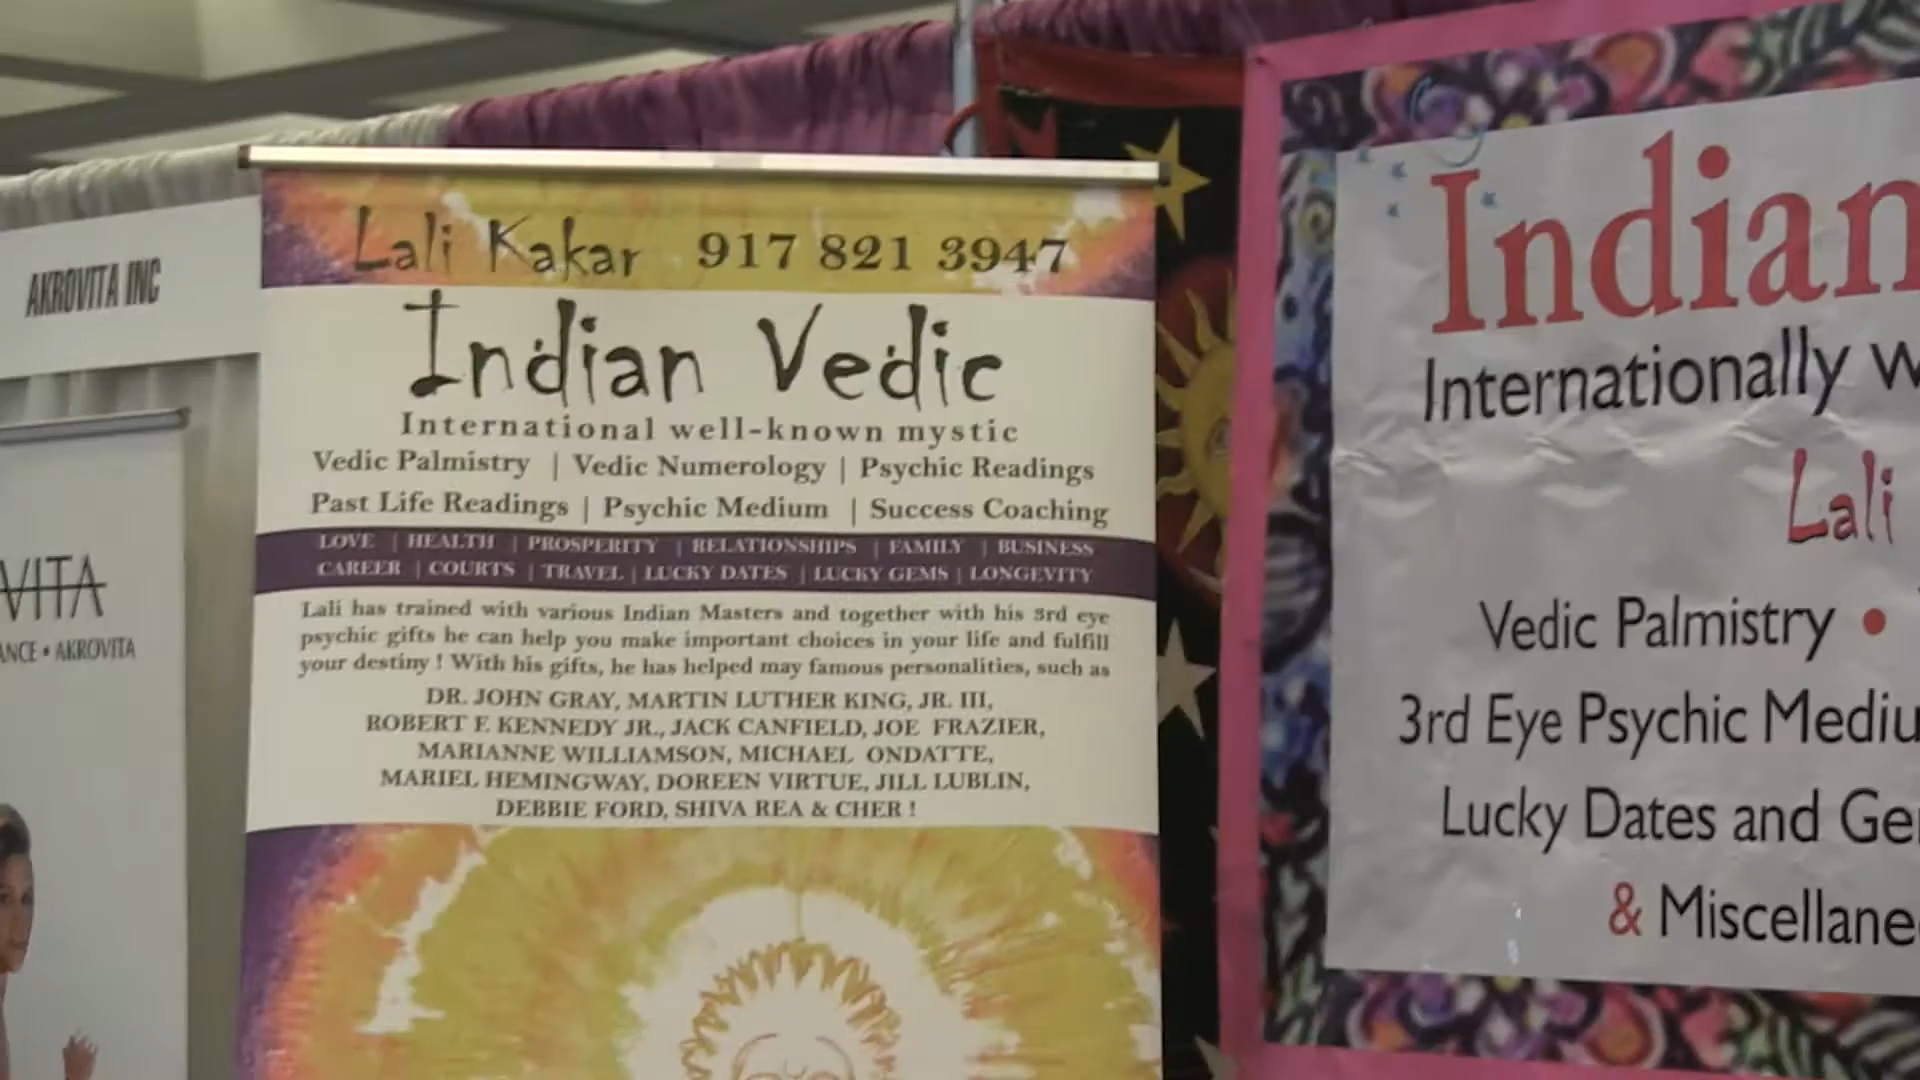 AKROVITA INC
VITA
ANCE • AKROVITA
Lali Kakar 917 821 3947
Indian Vedic
International well-known mystic
Vedic Palmistry | Vedic Numerology | Psychic Readings
Past Life Readings | Psychic Medium | Success Coaching
LOVE | HEALTH | PROSPERITY | RELATIONSHIPS | FAMILY | BUSINESS
CAREER | COURTS | TRAVEL | LUCKY DATES | LUCKY GEMS | LONGEVITY
Lali has trained with various Indian Masters and together with his 3rd eye
psychic gifts he can help you make important choices in your life and fulfill
your destiny ! With his gifts, he has helped may famous personalities, such as
DR. JOHN GRAY, MARTIN LUTHER KING, JR. III,
ROBERT F. KENNEDY JR., JACK CANFIELD, JOE FRAZIER,
MARIANNE WILLIAMSON, MICHAEL ONDATTE,
MARIEL HEMINGWAY, DOREEN VIRTUE, JILL LUBLIN,
DEBBIE FORD, SHIVA REA & CHER !
Indian
Internationally w
Lali
Vedic Palmistry •
3rd Eye Psychic Mediu
Lucky Dates and Ge
& Miscellane